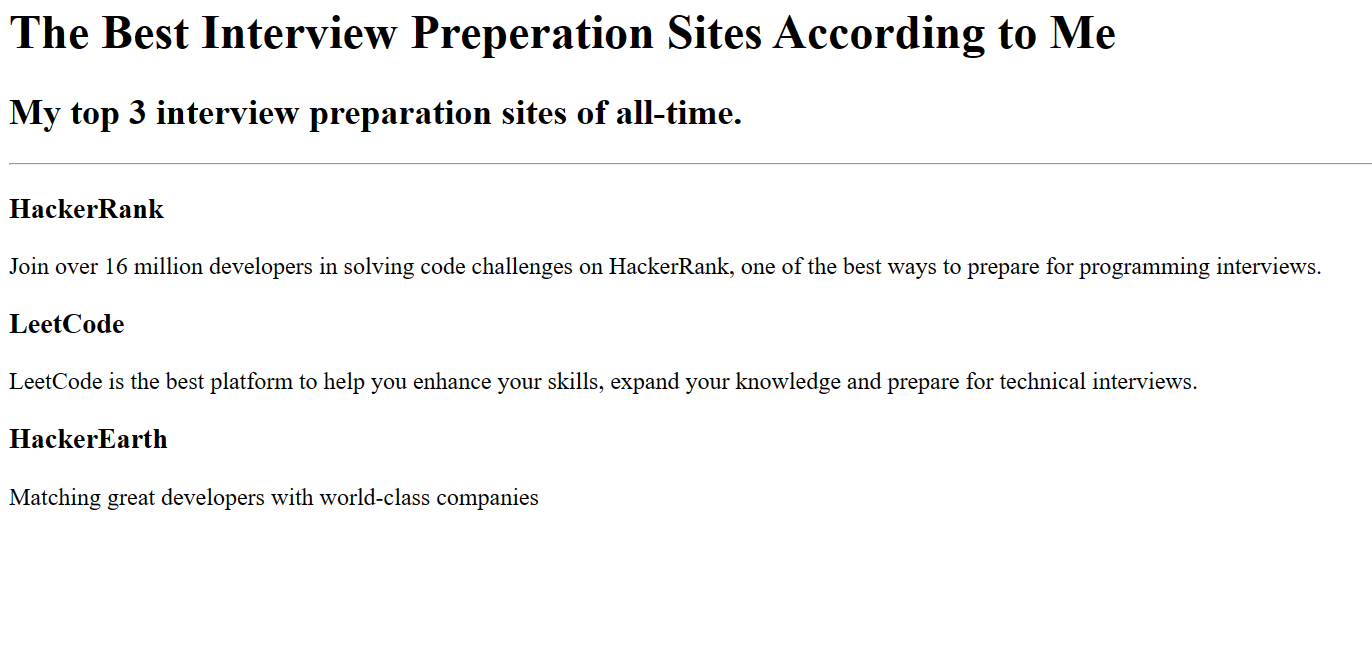 The Best Interview Preperation Sites According to Me
My top 3 interview preparation sites of all-time.
HackerRank
Join over 16 million developers in solving code challenges on HackerRank, one of the best ways to prepare for programming interviews.
LeetCode
LeetCode is the best platform to help you enhance your skills, expand your knowledge and prepare for technical interviews.
HackerEarth
Matching great developers with world-class companies